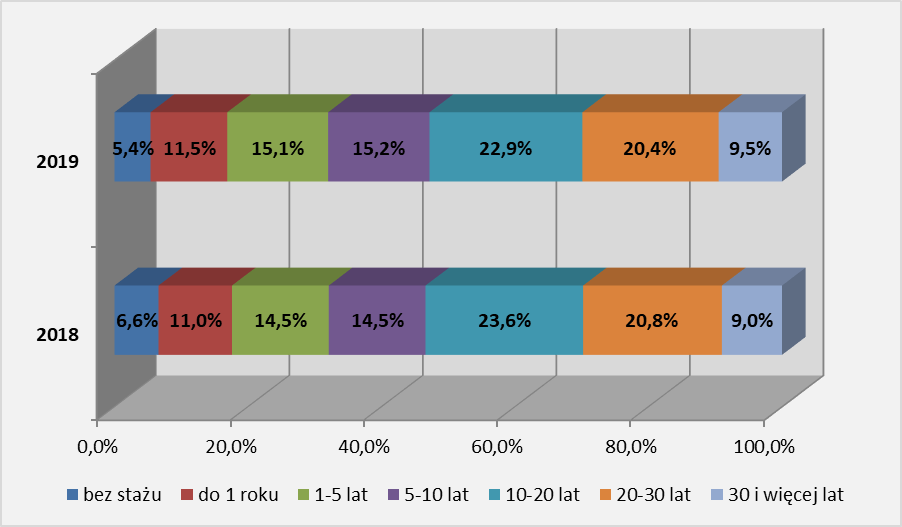 2019 5,4% 11,5% 15,1% 15,2% 22,9% 20,4% 9,5%
2018 6,6% 11,0% 14,5% 14,5% 23,6% 20,8% 9,0%
0,0% 20,0% 40,0% 60,0% 80,0% 100,0%
bez stażu do 1 roku 1-5 lat 5-10 lat 10-20 lat 20-30 lat 30 i więcej lat